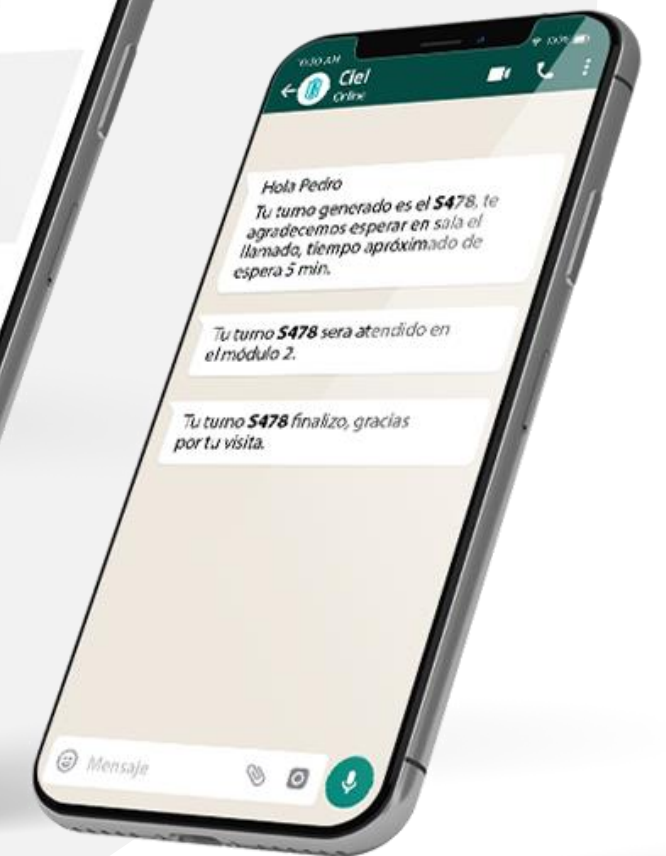 10:30 AM
100%
Ciel
Online
Hola Pedro
Tu turno generado es el S478, te
agradecemos esperar en sala el
llamado, tiempo apróximado de
espera 5 min.
Tu turno S478 sera atendido en
el módulo 2.
Tu turno S478 finalizo, gracias
por tu visita.
Mensaje